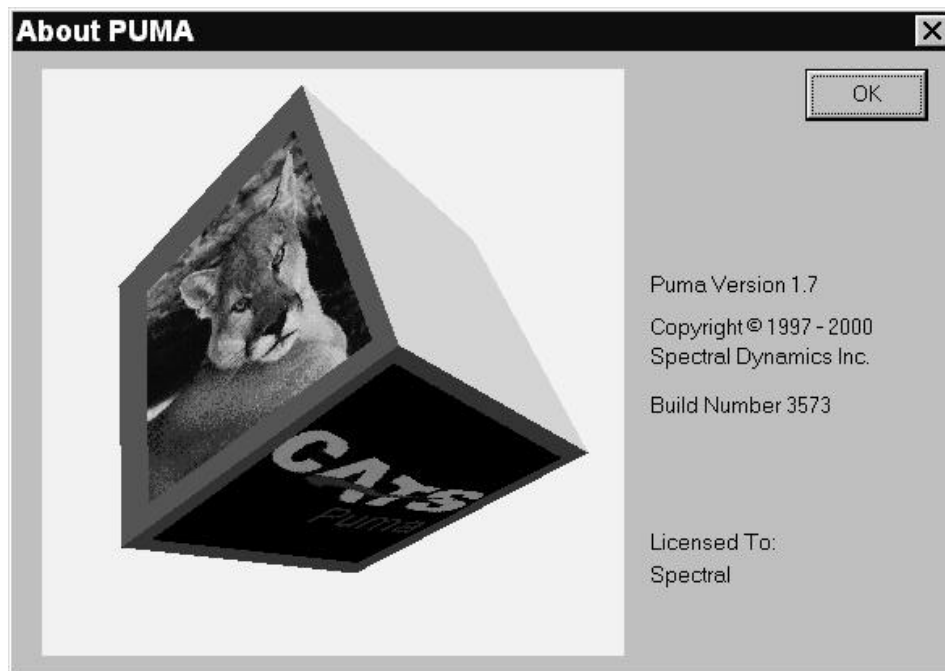 About PUMA
OK
Puma Version 1.7
Copyright © 1997 - 2000
Spectral Dynamics Inc.
Build Number 3573
CATS
Puma
Licensed To:
Spectral